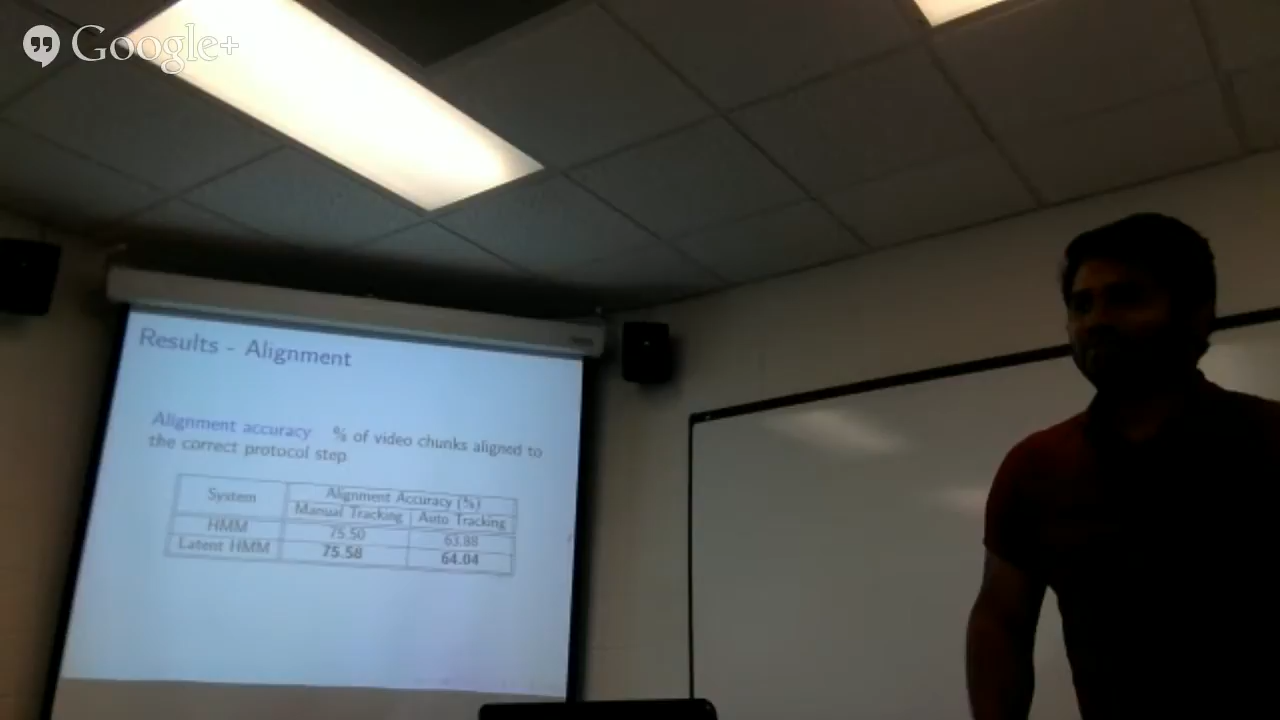 Google+
Results - Alignment
Alignment accuracy % of video chunks aligned to
the correct protocol step
System Alignment Accuracy (%)
Manual Tracking Auto Tracking
HMM 75.50 63.88
Latent HMM 75.58 64.04